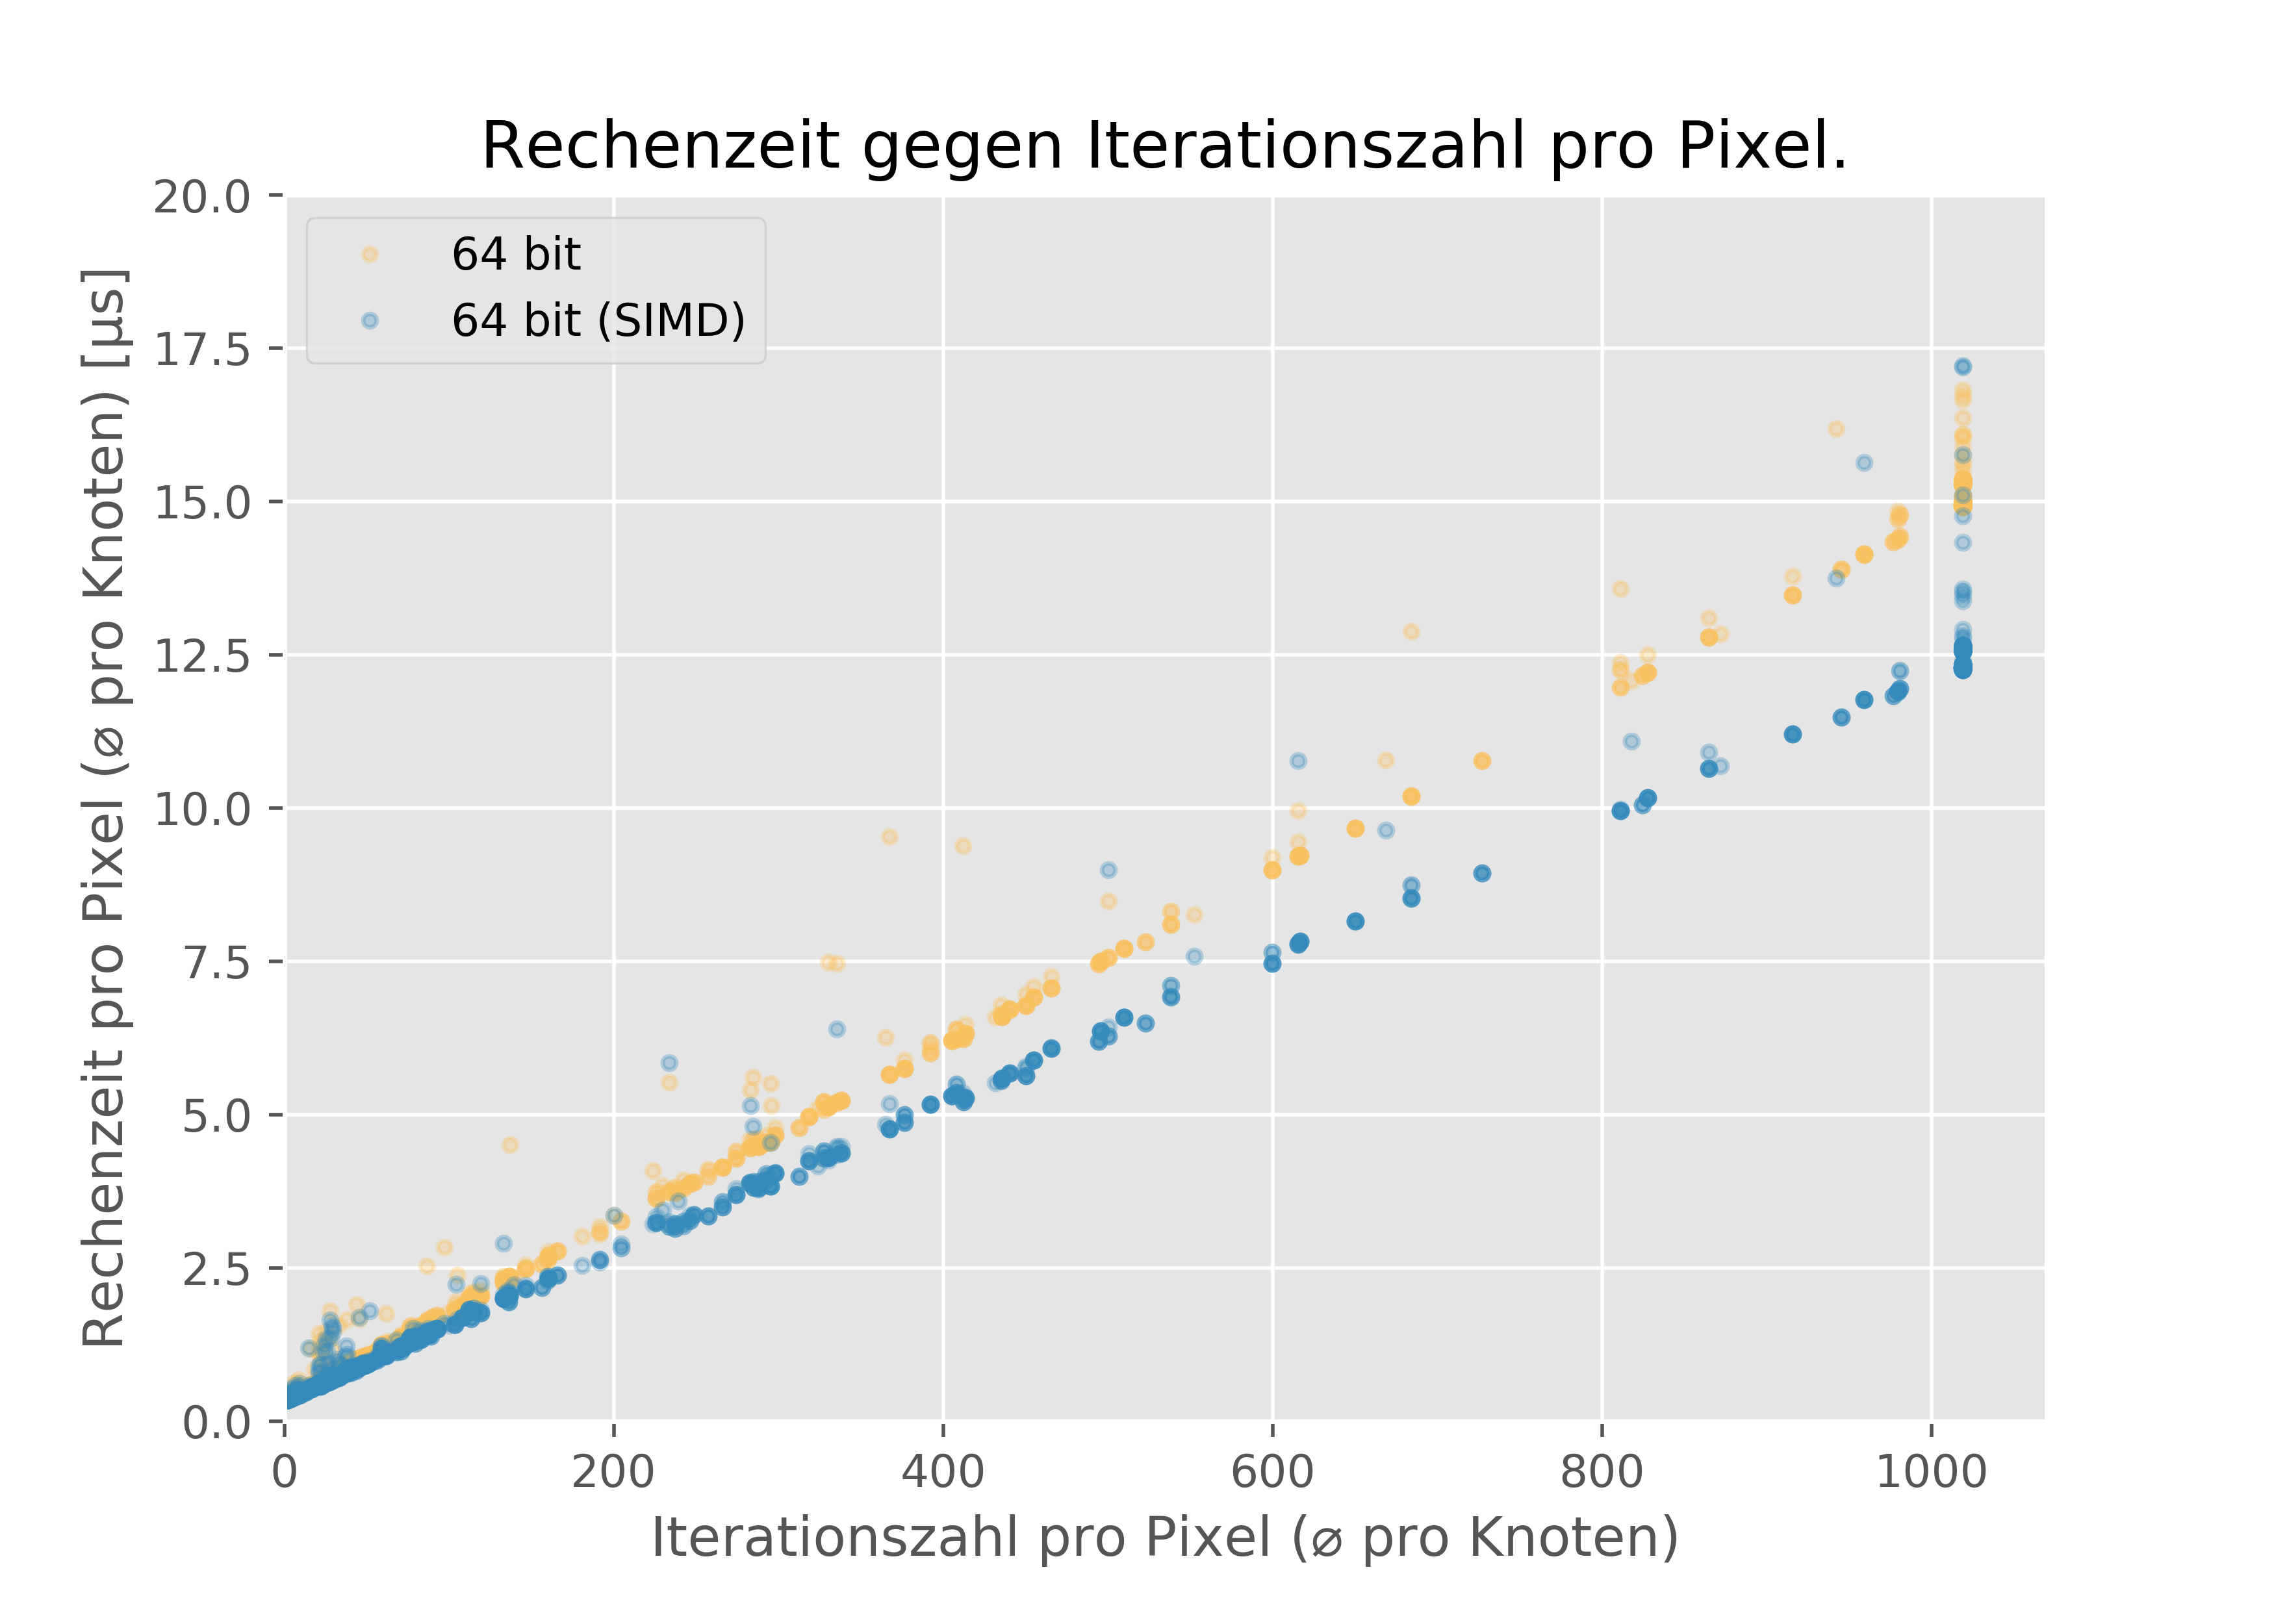 Rechenzeit gegen Iterationszahl pro Pixel.
64 bit
64 bit (SIMD)
Rechenzeit pro Pixel (⌀ pro Knoten) [µs]
20.0
17.5
15.0
12.5
10.0
7.5
5.0
2.5
0.0
0 200 400 600 800 1000
Iterationszahl pro Pixel (⌀ pro Knoten)